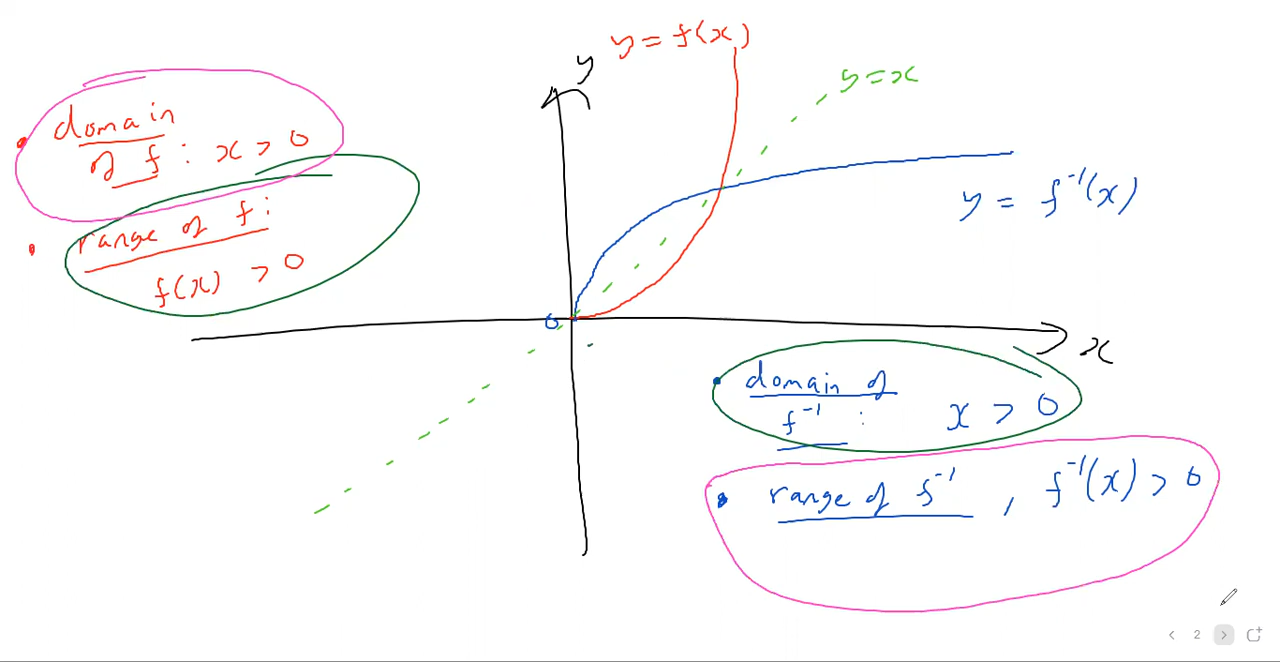 y = f(x)
y
y = x
domain
of f : x > 0
range of f :
f(x) > 0
y = f⁻¹(x)
0
x
domain of
f⁻¹ : x > 0
range of f⁻¹ , f⁻¹(x) > 0
2